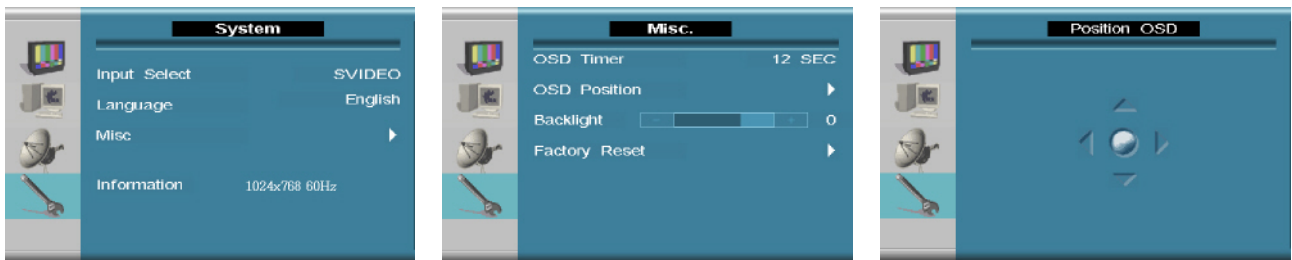 System
Input Select SVIDEO
Language English
Misc
Information 1024x768 60Hz
Misc.
OSD Timer 12 SEC
OSD Position
Backlight - + 0
Factory Reset
Position OSD